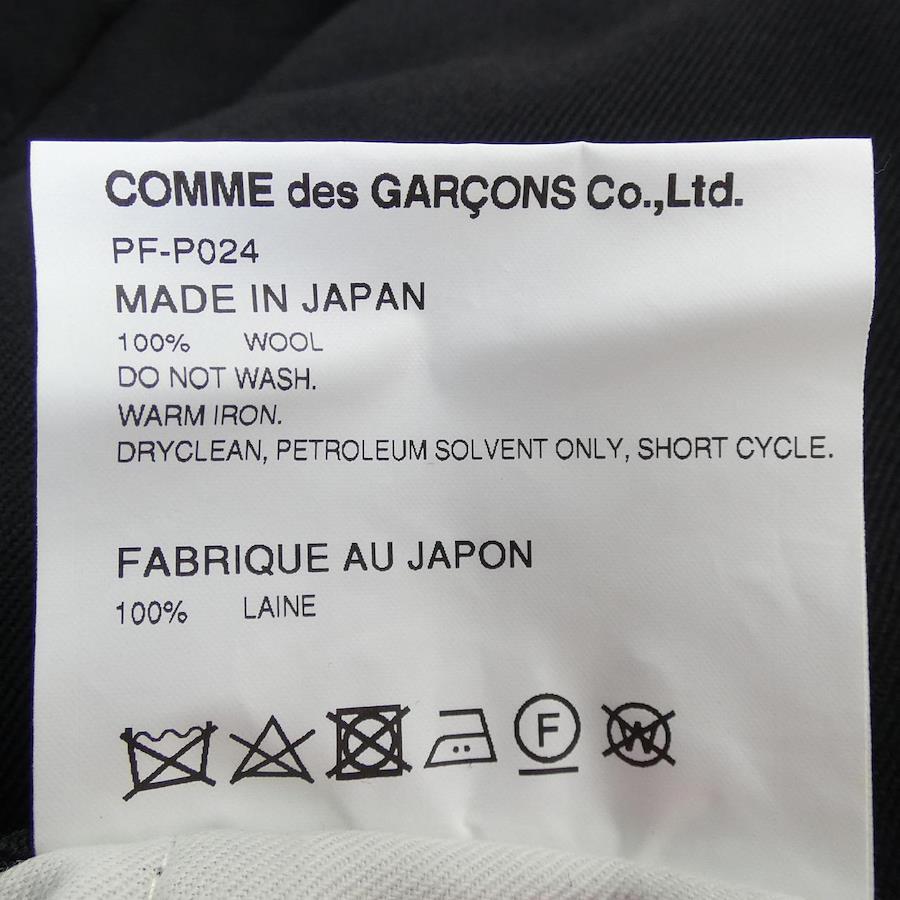 COMME des GARÇONS Co.,Ltd.
PF-P024
MADE IN JAPAN
100% WOOL
DO NOT WASH.
WARM IRON.
DRYCLEAN, PETROLEUM SOLVENT ONLY, SHORT CYCLE.
FABRIQUE AU JAPON
100% LAINE
F W